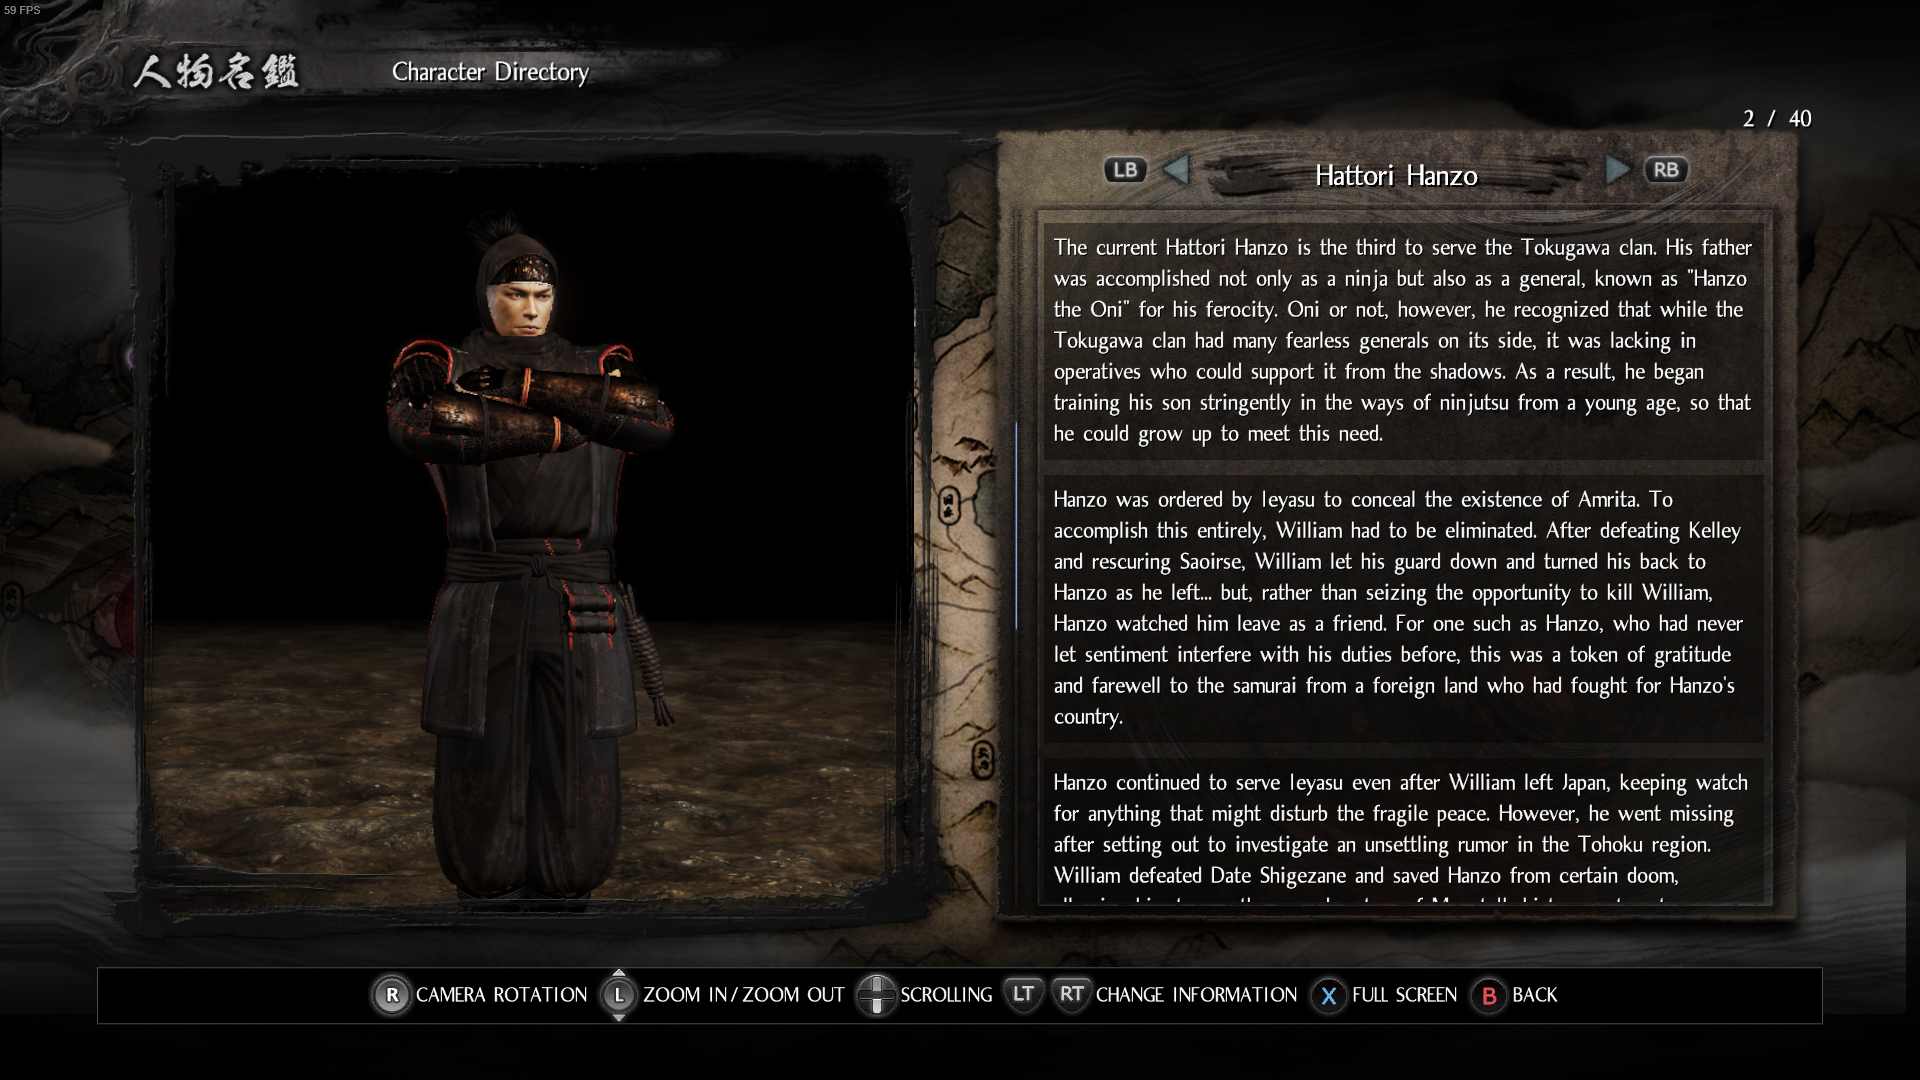 59 FPS
人物名鑑
Character Directory
2 / 40
LB
Hattori Hanzo
RB
The current Hattori Hanzo is the third to serve the Tokugawa clan. His father
was accomplished not only as a ninja but also as a general, known as "Hanzo
the Oni" for his ferocity. Oni or not, however, he recognized that while the
Tokugawa clan had many fearless generals on its side, it was lacking in
operatives who could support it from the shadows. As a result, he began
training his son stringently in the ways of ninjutsu from a young age, so that
he could grow up to meet this need.
Hanzo was ordered by Ieyasu to conceal the existence of Amrita. To
accomplish this entirely, William had to be eliminated. After defeating Kelley
and rescuring Saoirse, William let his guard down and turned his back to
Hanzo as he left... but, rather than seizing the opportunity to kill William,
Hanzo watched him leave as a friend. For one such as Hanzo, who had never
let sentiment interfere with his duties before, this was a token of gratitude
and farewell to the samurai from a foreign land who had fought for Hanzo's
country.
Hanzo continued to serve Ieyasu even after William left Japan, keeping watch
for anything that might disturb the fragile peace. However, he went missing
after setting out to investigate an unsettling rumor in the Tohoku region.
William defeated Date Shigezane and saved Hanzo from certain doom,
R CAMERA ROTATION L ZOOM IN / ZOOM OUT SCROLLING LT RT CHANGE INFORMATION X FULL SCREEN B BACK